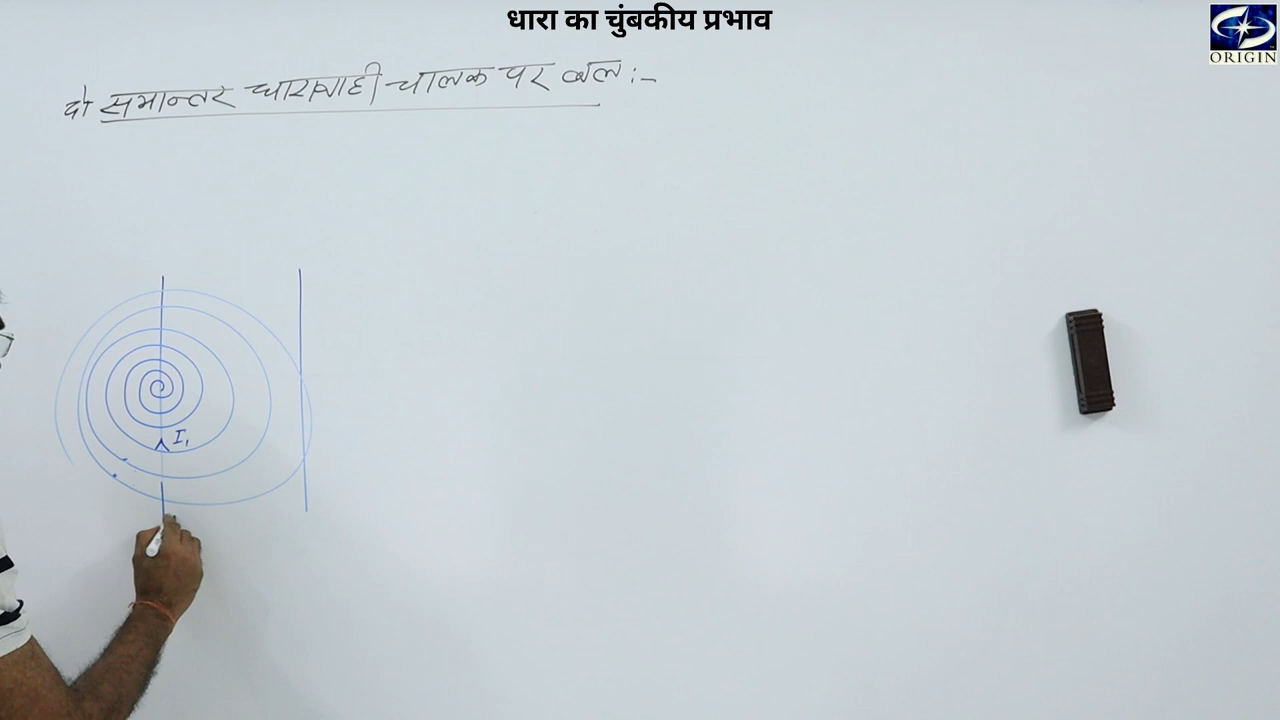 धारा का चुंबकीय प्रभाव
ORIGIN
दो समान्तर धारावाही चालक पर बल :-
I₁